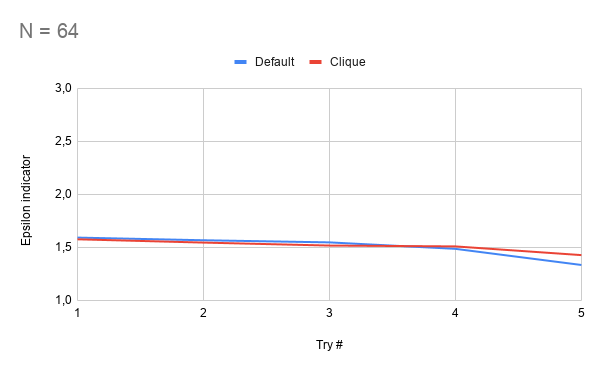 N = 64
Default
Clique
3,0
2,5
2,0
1,5
1,0
Epsilon indicator
1
2
3
4
5
Try #